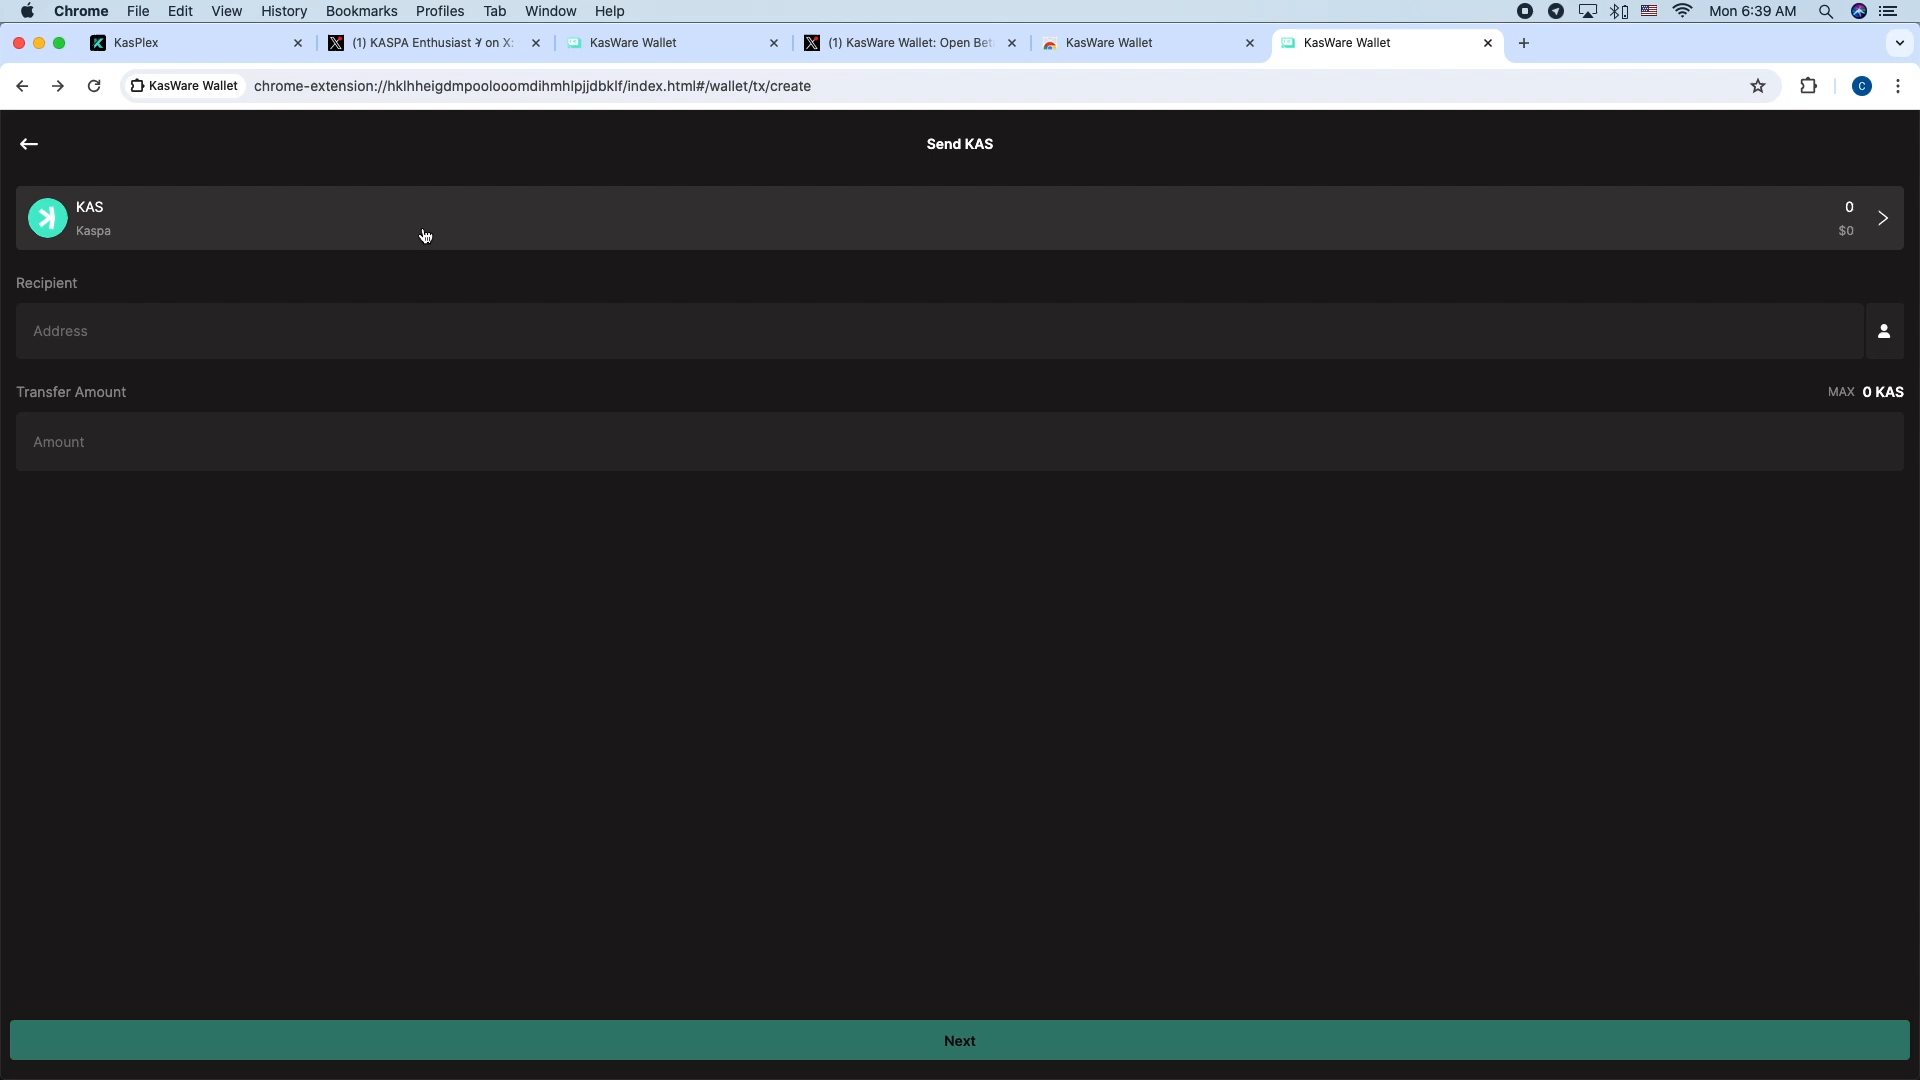 Chrome File Edit View History Bookmarks Profiles Tab Window Help Mon 6:39 AM
KasPlex (1) KASPA Enthusiast on X: KasWare Wallet (1) KasWare Wallet: Open Bet KasWare Wallet KasWare Wallet
KasWare Wallet chrome-extension://hklhheigdmpoolooomdihmhlpjjdbklf/index.html#/wallet/tx/create C
Send KAS
KAS 0
Kaspa $0
Recipient
Address
Transfer Amount MAX 0 KAS
Amount
Next